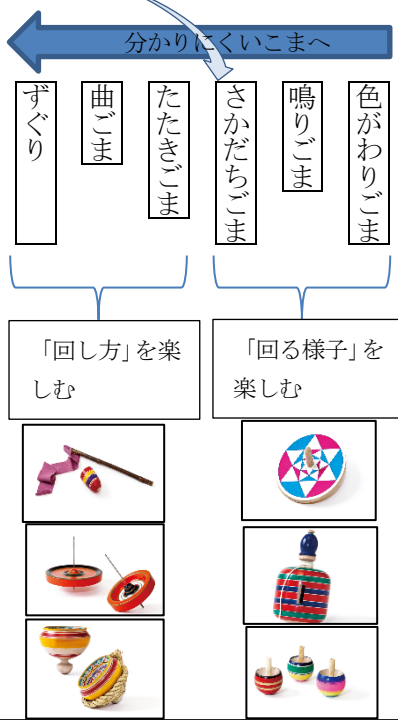 分かりにくいこまへ
色がわりごま
鳴りごま
さかだちごま
たたきごま
曲ごま
ずぐり
「回る様子」を
楽しむ
「回し方」を楽
しむ